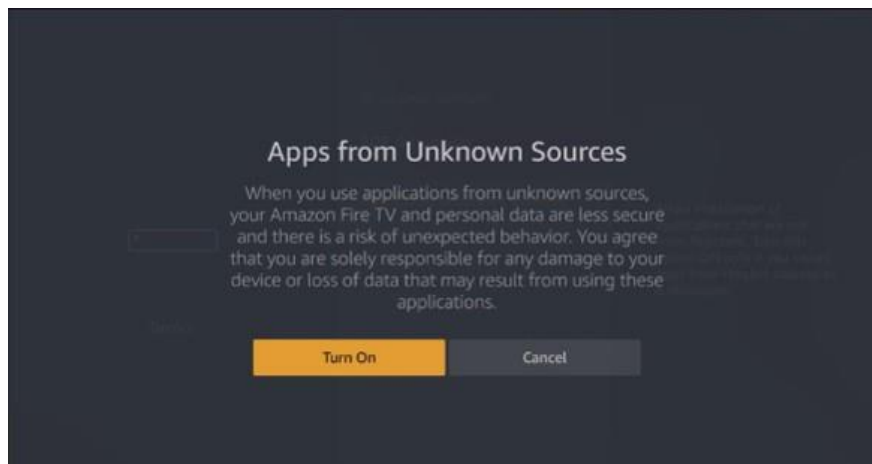 Apps from Unknown Sources
When you use applications from unknown sources,
your Amazon Fire TV and personal data are less secure
and there is a risk of unexpected behavior. You agree
that you are solely responsible for any damage to your
device or loss of data that may result from using these
applications.
Turn On
Cancel